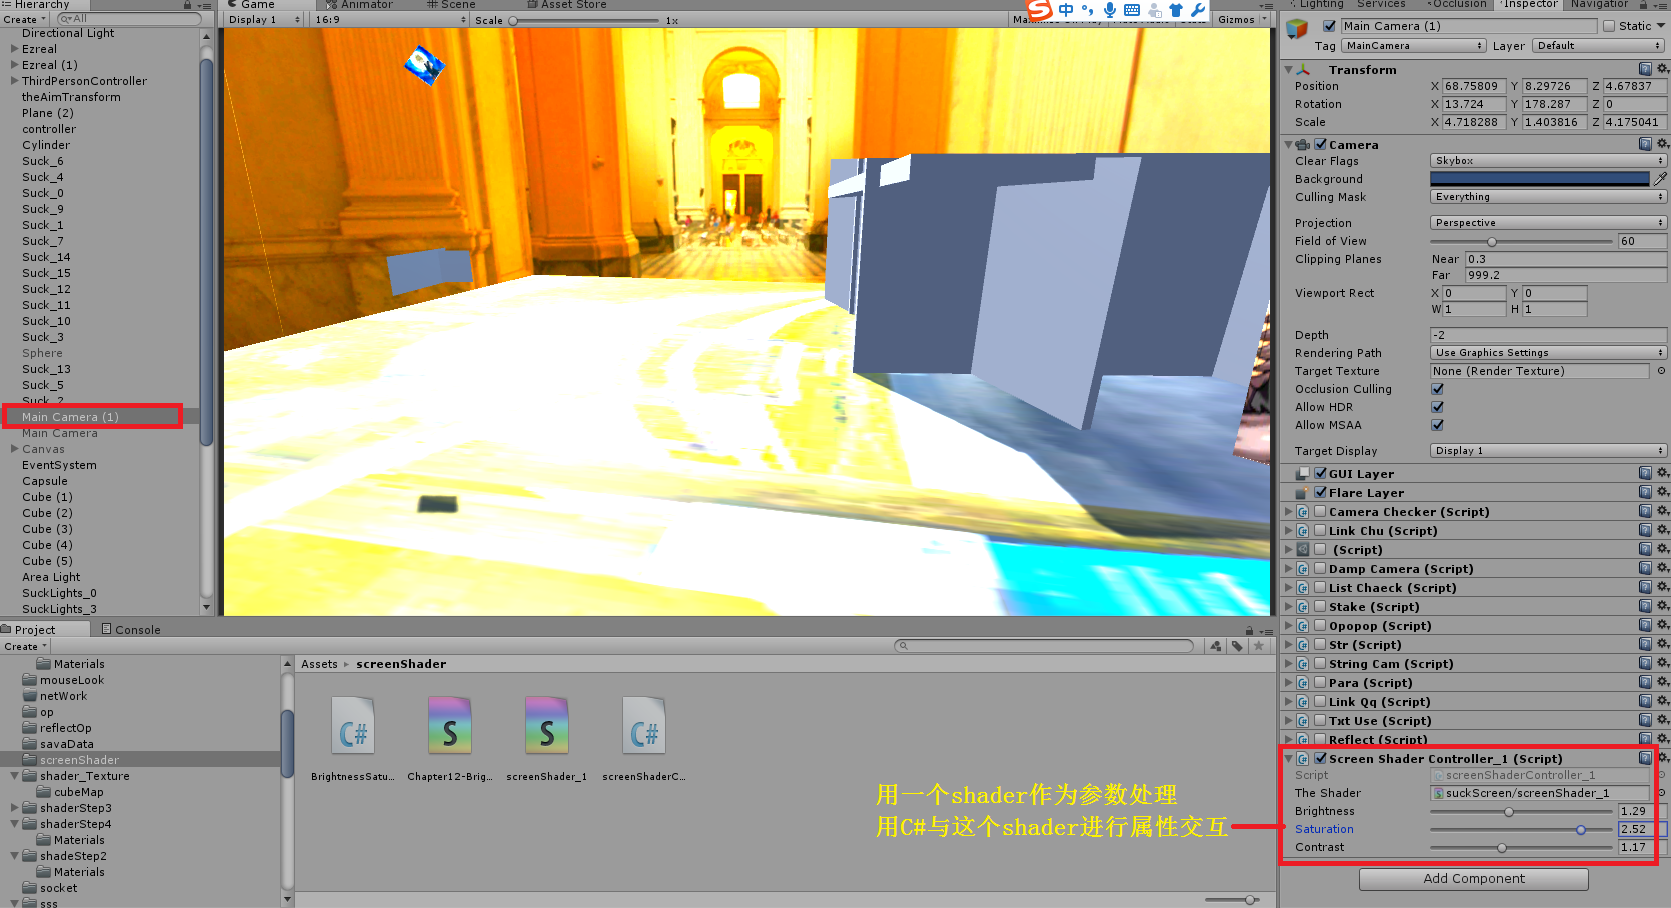 Hierarchy
Create
All
Directional Light
Ezreal
Ezreal (1)
ThirdPersonController
theAimTransform
Plane (2)
controller
Cylinder
Suck_6
Suck_4
Suck_0
Suck_9
Suck_1
Suck_7
Suck_14
Suck_15
Suck_12
Suck_11
Suck_10
Suck_3
Sphere
Suck_13
Suck_5
Suck_2
Main Camera (1)
Main Camera
Canvas
EventSystem
Capsule
Cube (1)
Cube (2)
Cube (3)
Cube (4)
Cube (5)
Area Light
SuckLights_0
SuckLights_3
Game
Animator
Scene
Asset Store
Display 1
16:9
Scale
1x
中
Gizmos
Project
Console
Create
Materials
mouseLook
netWork
op
reflectOp
savaData
screenShader
shader_Texture
cubeMap
shaderStep3
shaderStep4
Materials
shadeStep2
Materials
socket
sss
Assets
screenShader
C#
S
S
C#
BrightnessSatu...
Chapter12-Brig...
screenShader_1
screenShaderC...
用一个shader作为参数处理
用C#与这个shader进行属性交互
Lighting
Services
Occlusion
Inspector
Navigation
Main Camera (1)
Static
Tag
MainCamera
Layer
Default
Transform
Position
X 68.75809
Y 8.29726
Z 4.67837
Rotation
X 13.724
Y 178.287
Z 0
Scale
X 4.718288
Y 1.403816
Z 4.175041
Camera
Clear Flags
Skybox
Background
Culling Mask
Everything
Projection
Perspective
Field of View
60
Clipping Planes
Near 0.3
Far 999.2
Viewport Rect
X 0
Y 0
W 1
H 1
Depth
-2
Rendering Path
Use Graphics Settings
Target Texture
None (Render Texture)
Occlusion Culling
Allow HDR
Allow MSAA
Target Display
Display 1
GUI Layer
Flare Layer
Camera Checker (Script)
Link Chu (Script)
(Script)
Damp Camera (Script)
List Chaeck (Script)
Stake (Script)
Opopop (Script)
Str (Script)
String Cam (Script)
Para (Script)
Link Qq (Script)
Txt Use (Script)
Reflect (Script)
Screen Shader Controller_1 (Script)
Script
screenShaderController_1
The Shader
suckScreen/screenShader_1
Brightness
1.29
Saturation
2.52
Contrast
1.17
Add Component